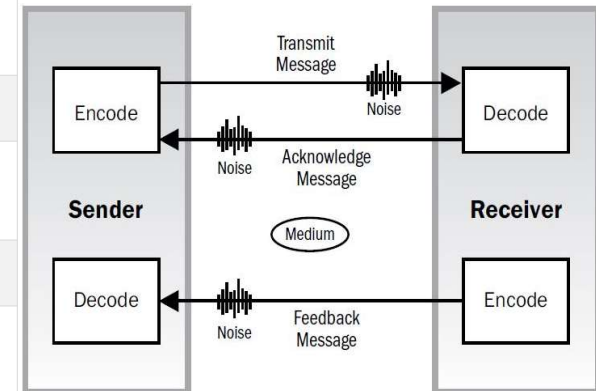 Transmit
Message
Noise
Encode
Decode
Noise
Acknowledge
Message
Sender
Receiver
Medium
Decode
Encode
Noise
Feedback
Message